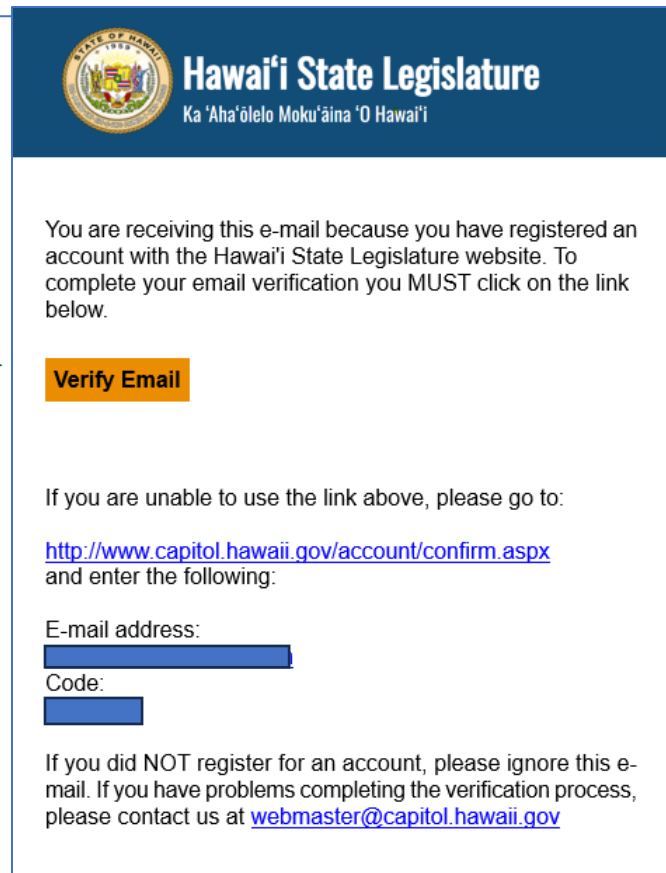 STATE OF HAWAII
1959
Hawaiʻi State Legislature
Ka ʻAhaʻōlelo Mokuʻāina ʻO Hawaiʻi
You are receiving this e-mail because you have registered an
account with the Hawai'i State Legislature website. To
complete your email verification you MUST click on the link
below.
Verify Email
If you are unable to use the link above, please go to:
http://www.capitol.hawaii.gov/account/confirm.aspx
and enter the following:
E-mail address:
Code:
If you did NOT register for an account, please ignore this e-
mail. If you have problems completing the verification process,
please contact us at webmaster@capitol.hawaii.gov